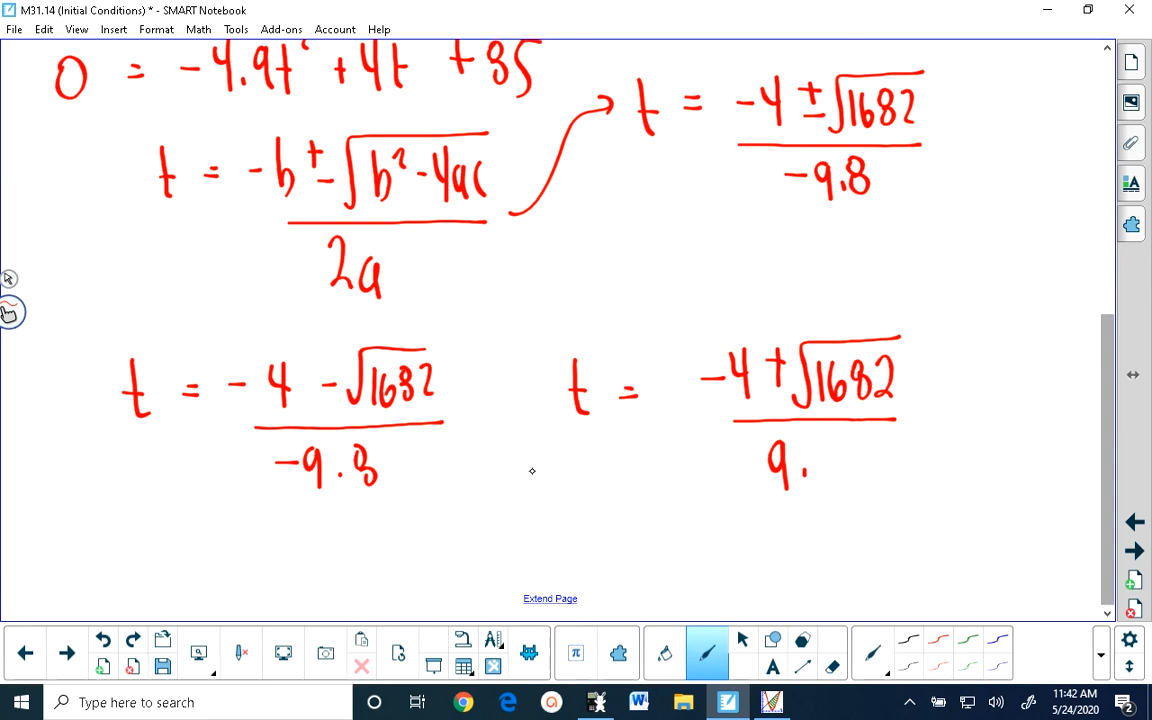 M31.14 (Initial Conditions) * - SMART Notebook
File Edit View Insert Format Math Tools Add-ons Account Help
0 = -4.9t² + 4t + 85
t = -b ± √b² - 4ac
2a
t = -4 ± √1682
-9.8
t = -4 - √1682
-9.8
t = -4 + √1682
9.
Extend Page
Type here to search
11:42 AM
5/24/2020
2